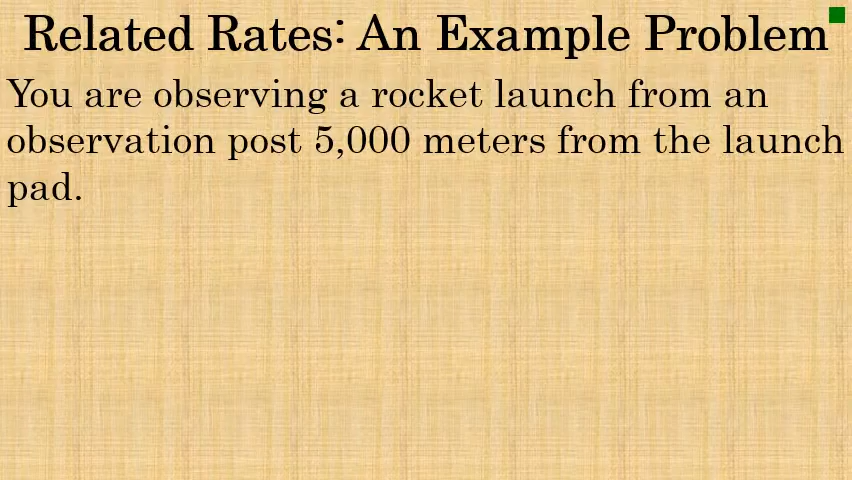 Related Rates: An Example Problem
You are observing a rocket launch from an
observation post 5,000 meters from the launch
pad.